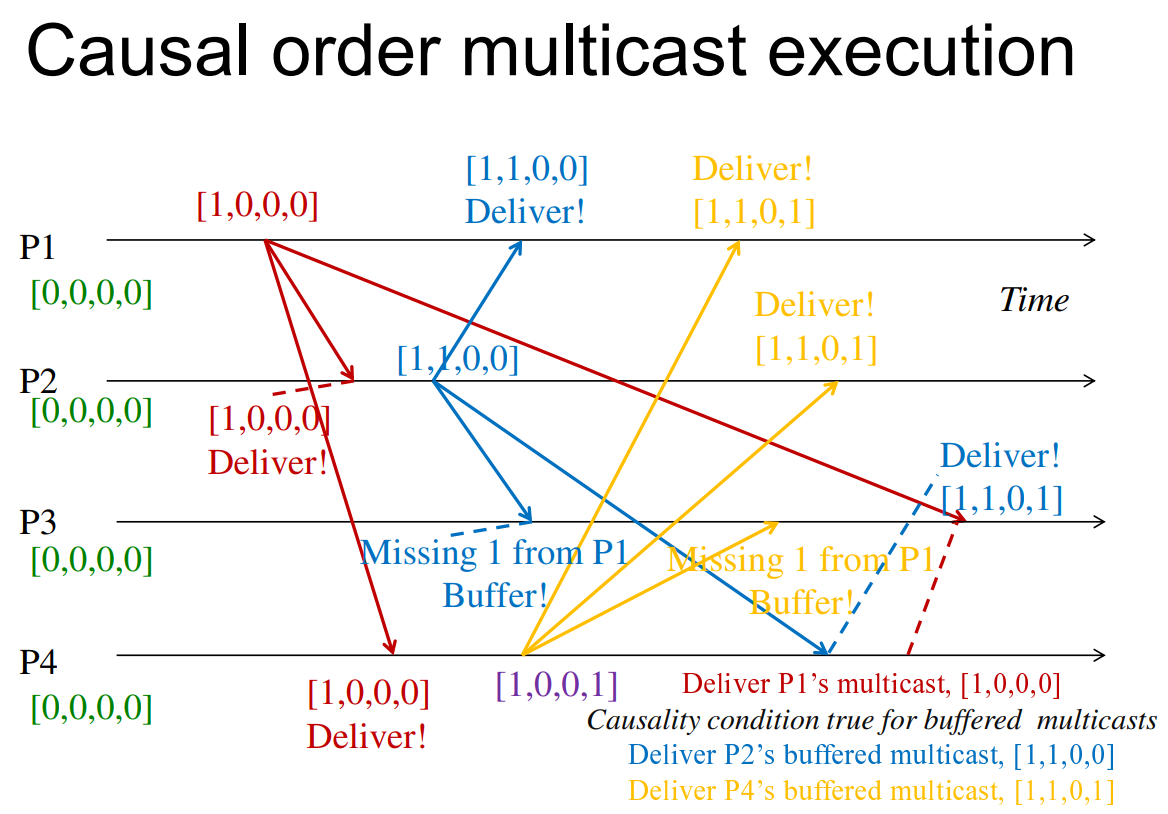 Causal order multicast execution
[1,1,0,0]
Deliver!
Deliver!
[1,1,0,1]
[1,0,0,0]
P1
[0,0,0,0]
Time
Deliver!
[1,1,0,1]
[1,1,0,0]
P2
[0,0,0,0]
[1,0,0,0]
Deliver!
Deliver!
[1,1,0,1]
P3
[0,0,0,0]
Missing 1 from P1
Buffer!
Missing 1 from P1
Buffer!
P4
[0,0,0,0]
[1,0,0,0]
Deliver!
[1,0,0,1]
Deliver P1's multicast, [1,0,0,0]
Causality condition true for buffered multicasts
Deliver P2's buffered multicast, [1,1,0,0]
Deliver P4's buffered multicast, [1,1,0,1]